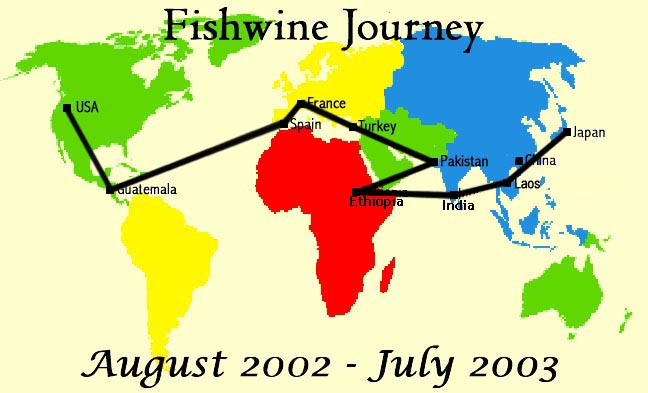 Fishwine Journey
USA
France
Spain
Turkey
Japan
Pakistan
China
Guatemala
Laos
Ethiopia
India
August 2002 - July 2003